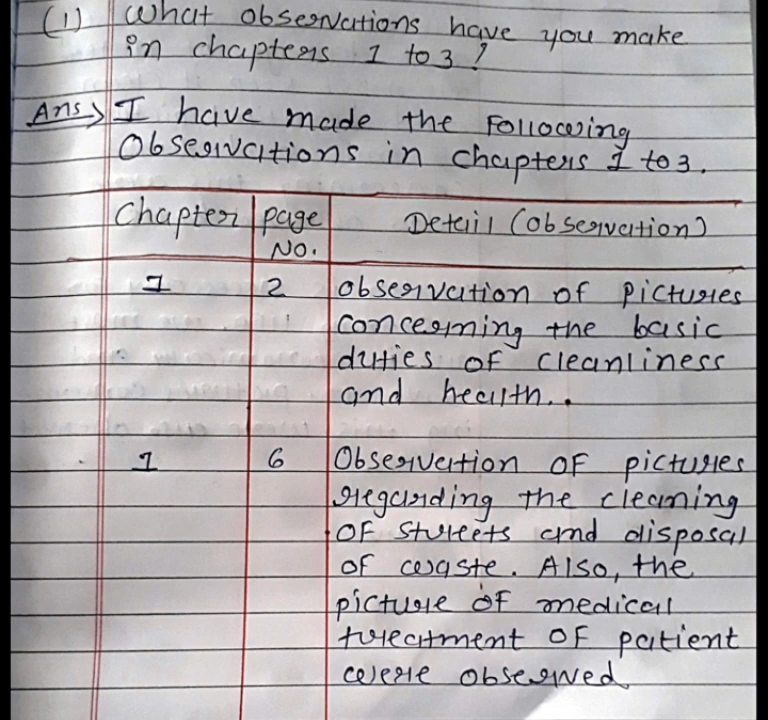 (1) What observations have you make
in chapters 1 to 3?
Ans> I have made the following
Observations in chapters 1 to 3.
Chapter page Detail (observation)
No.
1 2 observation of pictures
concerning the basic
duties of cleanliness
and health..
1 6 Observation of pictures
regarding the cleaning
of streets and disposal
of waste. Also, the
picture of medical
treatment of patient
were observed